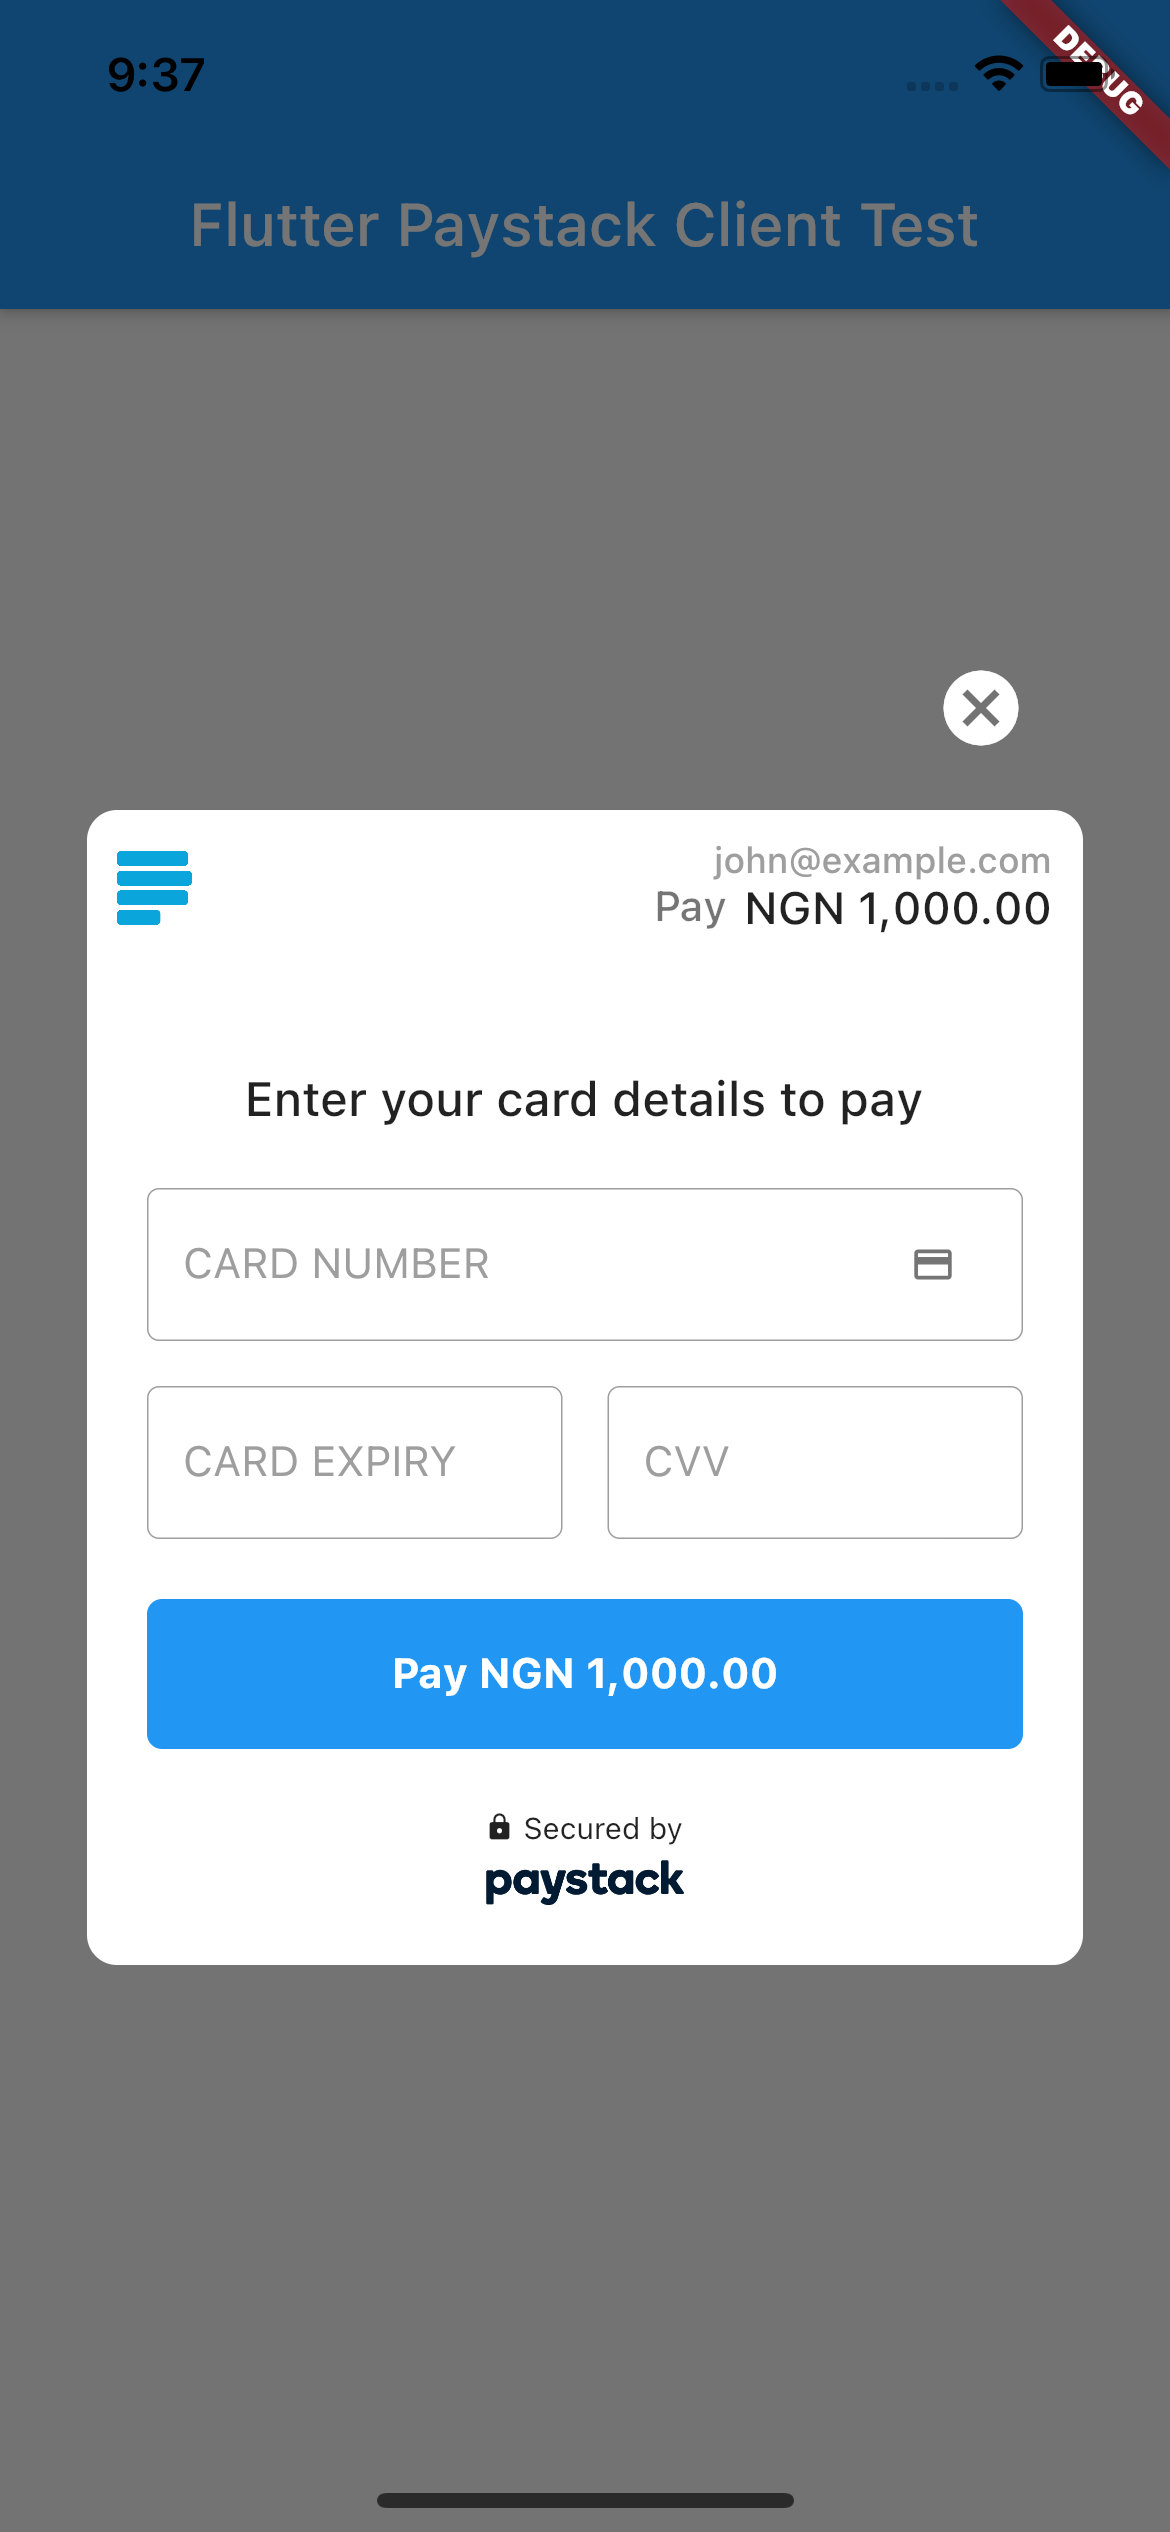 9:37
DEBUG
Flutter Paystack Client Test
john@example.com
Pay NGN 1,000.00
Enter your card details to pay
CARD NUMBER
CARD EXPIRY
CVV
Pay NGN 1,000.00
Secured by
paystack